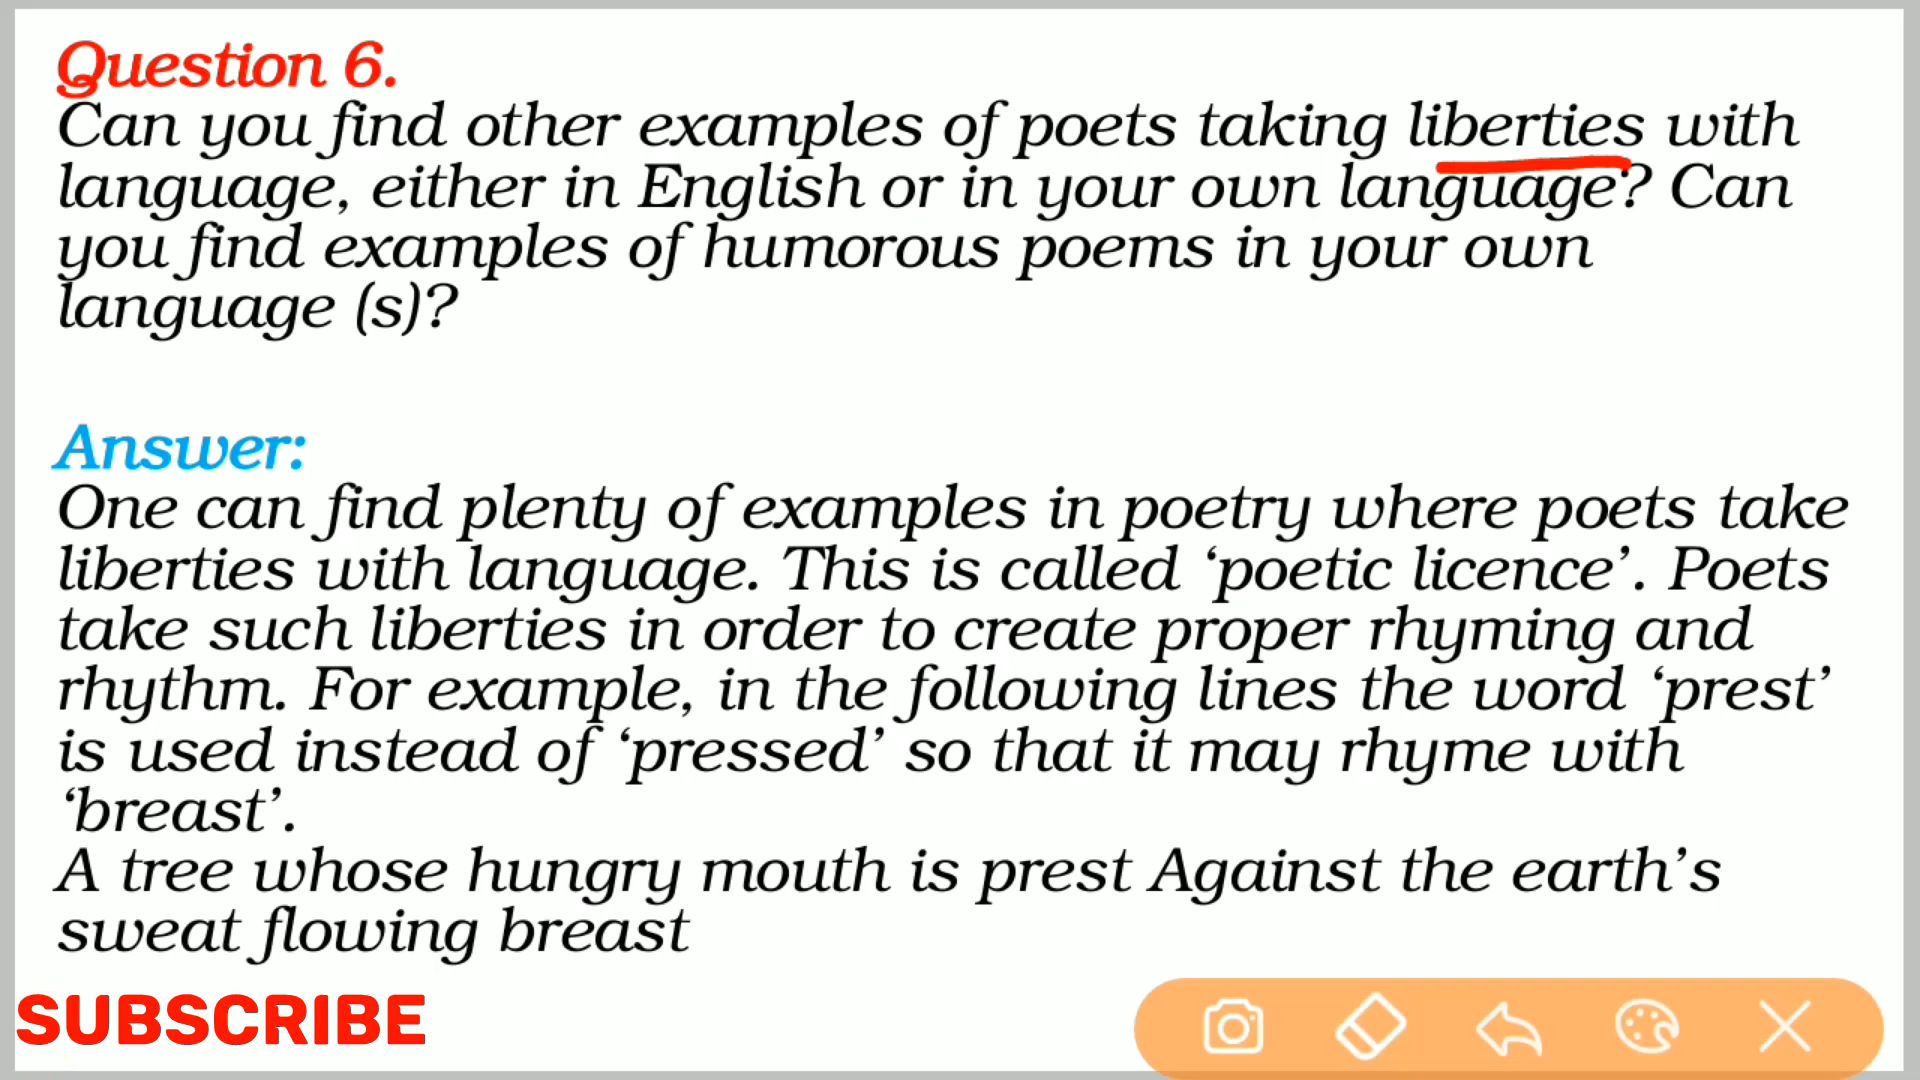 Question 6.
Can you find other examples of poets taking liberties with
language, either in English or in your own language? Can
you find examples of humorous poems in your own
language (s)?
Answer:
One can find plenty of examples in poetry where poets take
liberties with language. This is called ‘poetic licence’. Poets
take such liberties in order to create proper rhyming and
rhythm. For example, in the following lines the word ‘prest’
is used instead of ‘pressed’ so that it may rhyme with
‘breast’.
A tree whose hungry mouth is prest Against the earth’s
sweat flowing breast
SUBSCRIBE